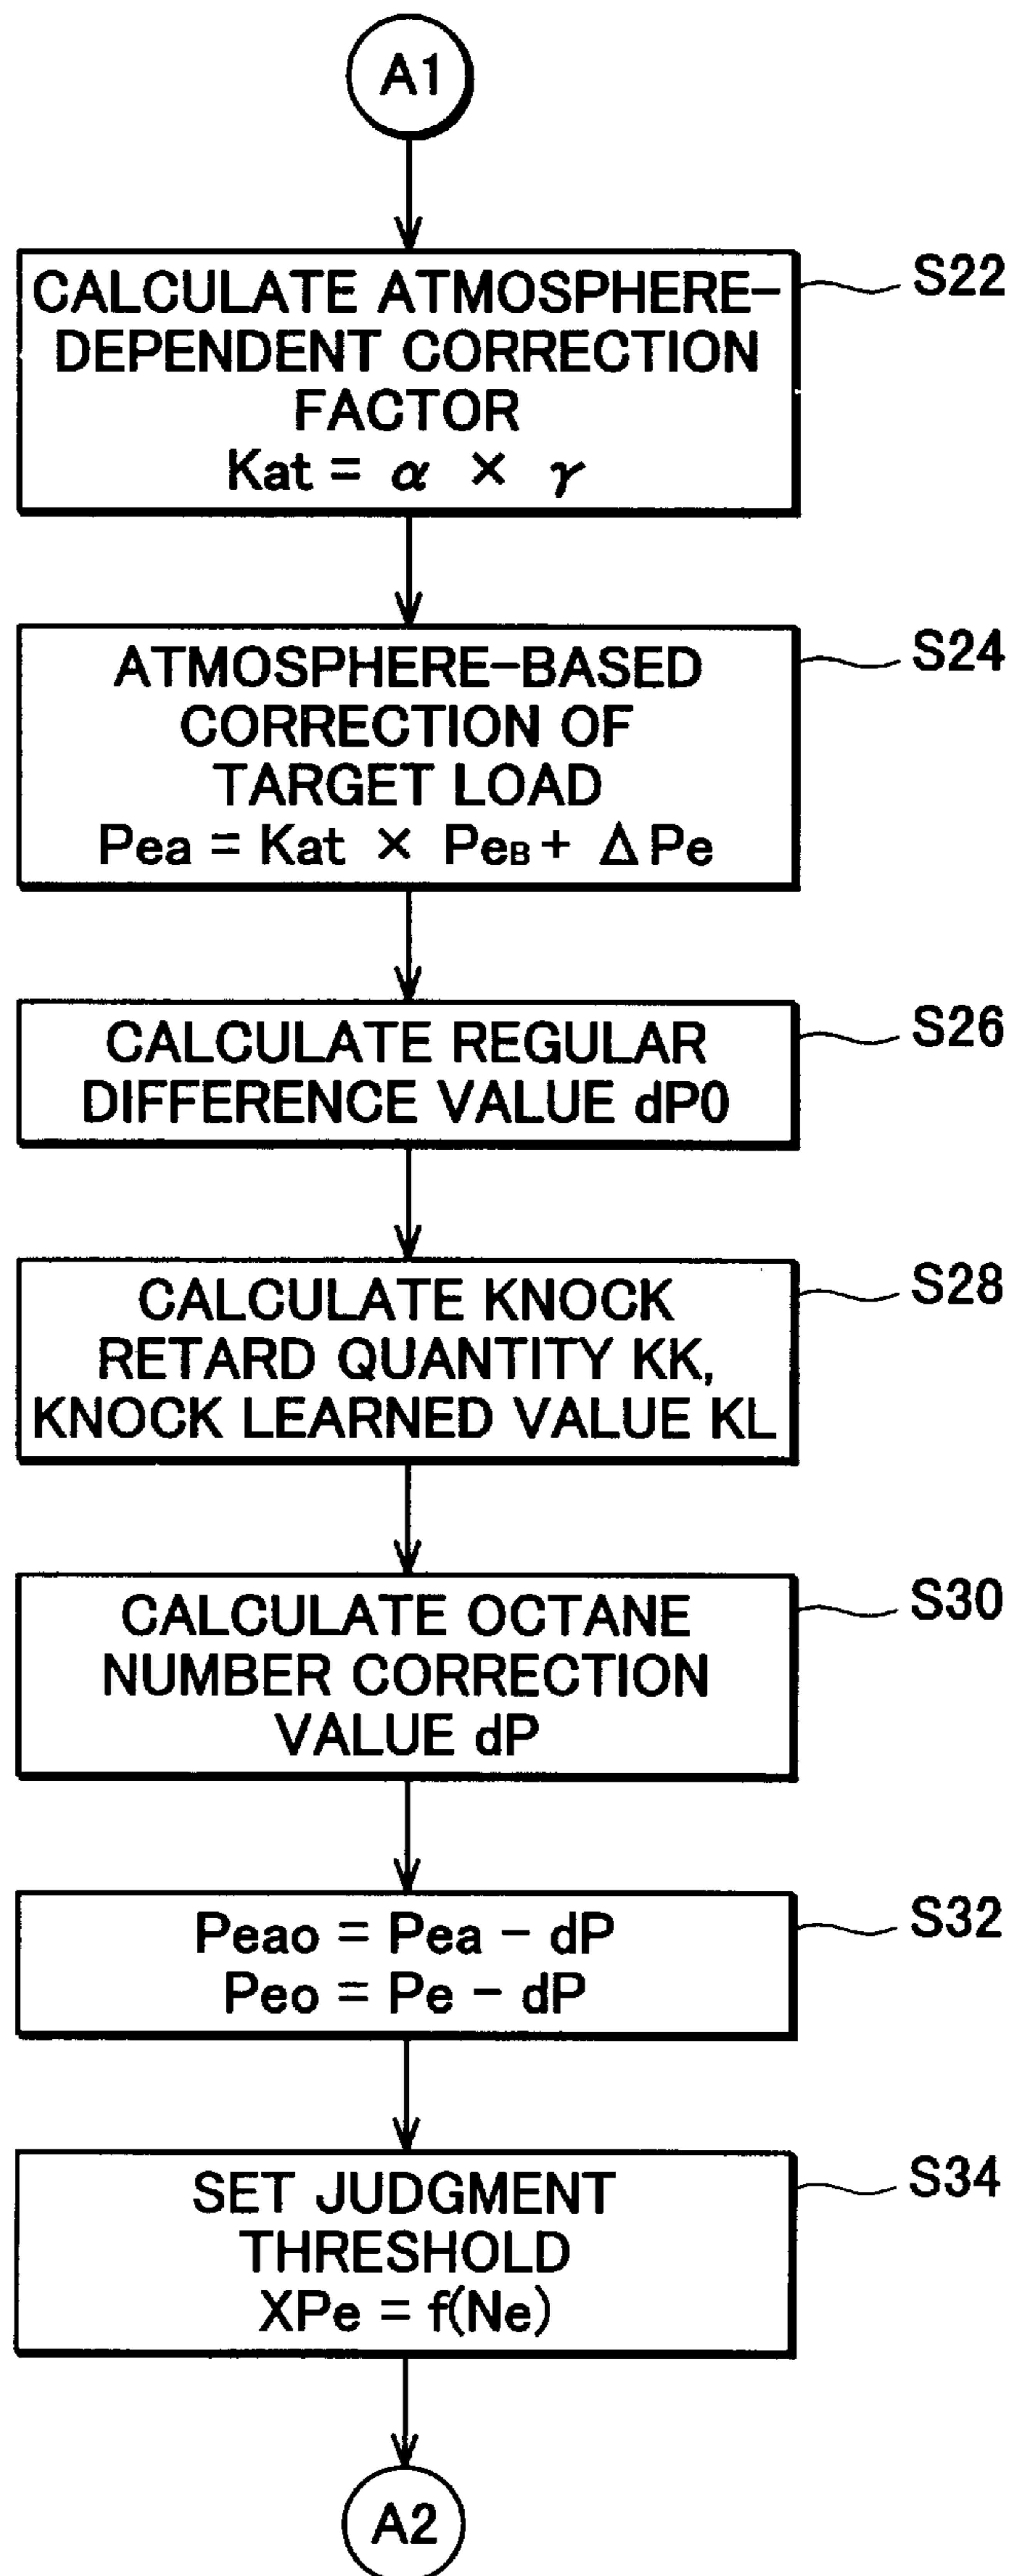 A1
CALCULATE ATMOSPHERE-
DEPENDENT CORRECTION
FACTOR
Kat = α × γ
S22
ATMOSPHERE-BASED
CORRECTION OF
TARGET LOAD
Pea = Kat × PeB + ΔPe
S24
CALCULATE REGULAR
DIFFERENCE VALUE dP0
S26
CALCULATE KNOCK
RETARD QUANTITY KK,
KNOCK LEARNED VALUE KL
S28
CALCULATE OCTANE
NUMBER CORRECTION
VALUE dP
S30
Peao = Pea - dP
Peo = Pe - dP
S32
SET JUDGMENT
THRESHOLD
XPe = f(Ne)
S34
A2